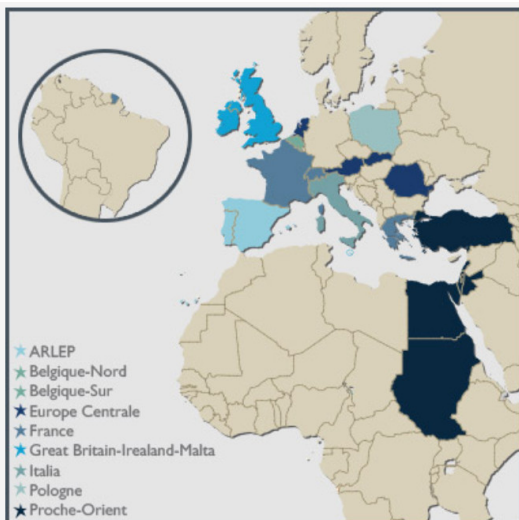 ARLEP
Belgique-Nord
Belgique-Sur
Europe Centrale
France
Great Britain-Irealand-Malta
Italia
Pologne
Proche-Orient